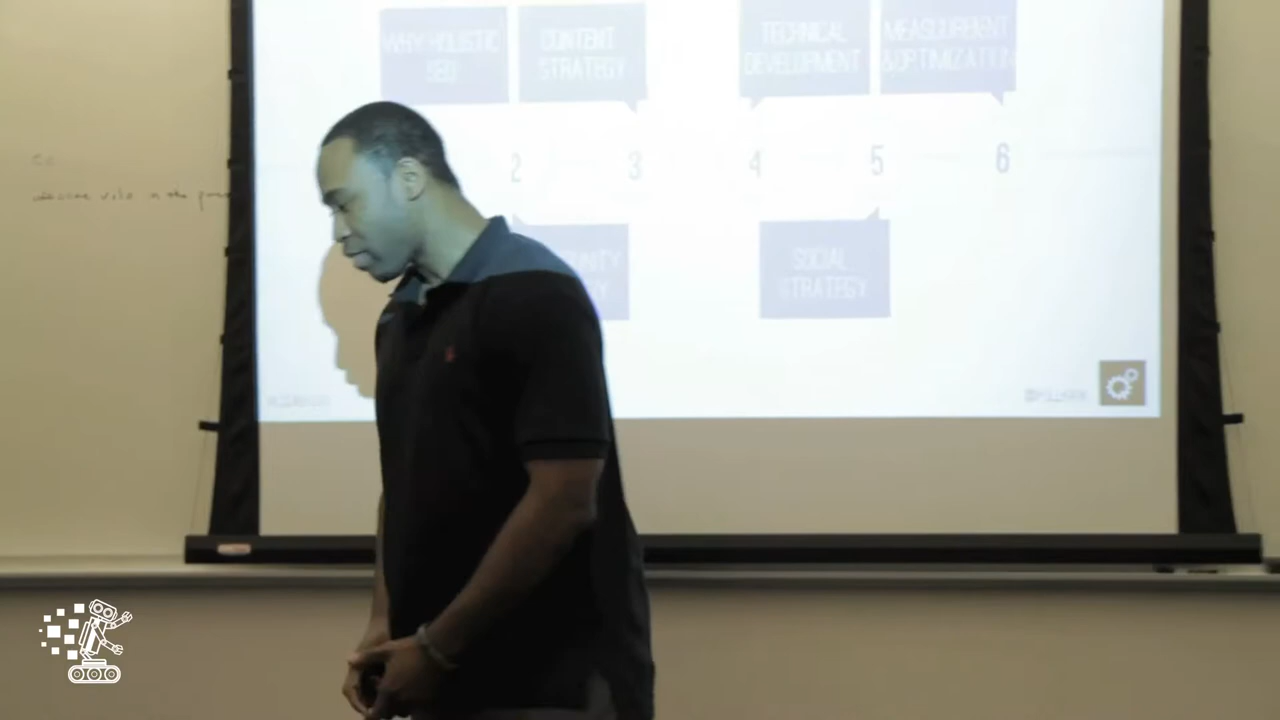 WHY HOLISTIC
SEO
CONTENT
STRATEGY
TECHNICAL
DEVELOPMENT
MEASUREMENT
&OPTIMIZATION
2
3
4
5
6
SOCIAL
STRATEGY